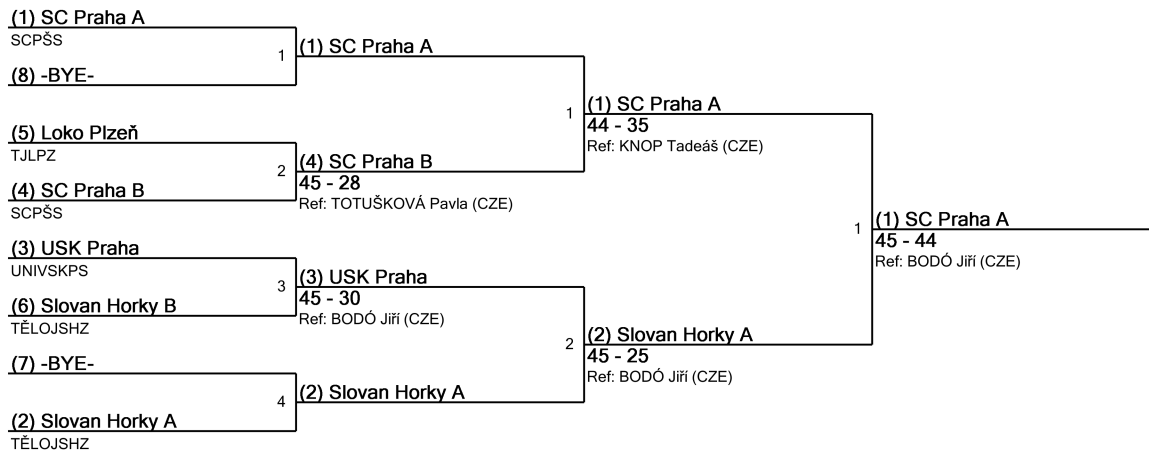 (1) SC Praha A
SCPŠS
1
(8) -BYE-
(1) SC Praha A
(5) Loko Plzeň
TJLPZ
2
(4) SC Praha B
SCPŠS
(4) SC Praha B
45 - 28
Ref: TOTUŠKOVÁ Pavla (CZE)
1
(1) SC Praha A
44 - 35
Ref: KNOP Tadeáš (CZE)
(3) USK Praha
UNIVSKPS
3
(6) Slovan Horky B
TĚLOJSHZ
(3) USK Praha
45 - 30
Ref: BODÓ Jiří (CZE)
(7) -BYE-
4
(2) Slovan Horky A
TĚLOJSHZ
(2) Slovan Horky A
2
(2) Slovan Horky A
45 - 25
Ref: BODÓ Jiří (CZE)
1
(1) SC Praha A
45 - 44
Ref: BODÓ Jiří (CZE)